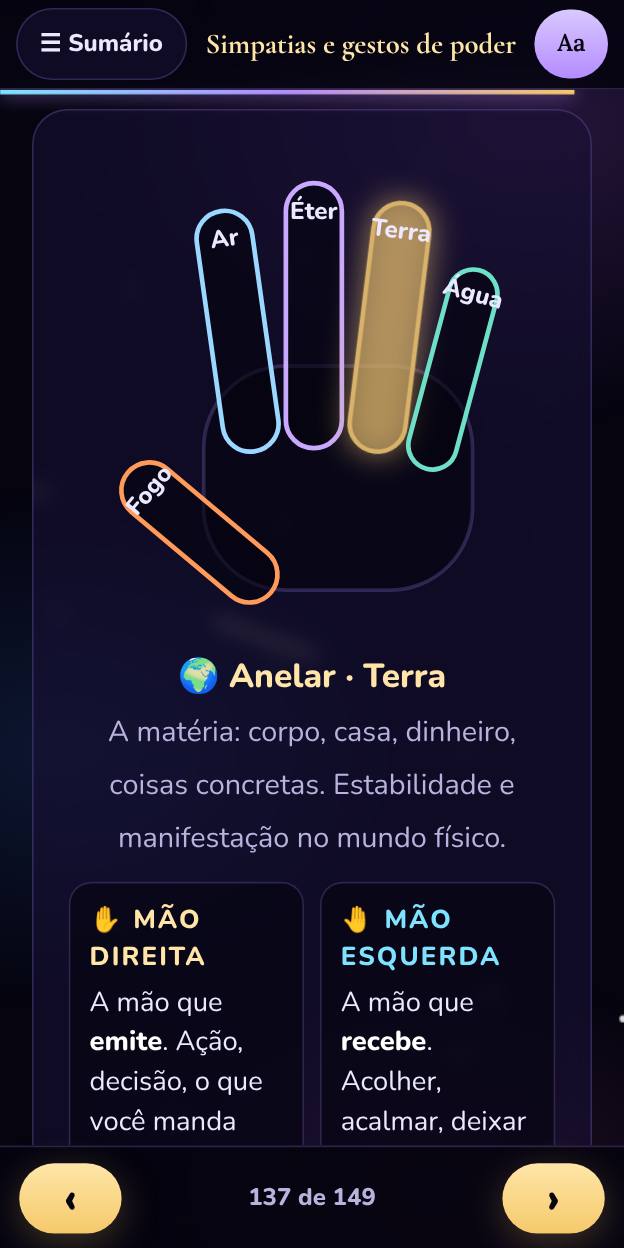 ☰ Sumário
Simpatias e gestos de poder
Aa
Ar
Éter
Terra
Água
Fogo
🌍 Anelar · Terra
A matéria: corpo, casa, dinheiro,
coisas concretas. Estabilidade e
manifestação no mundo físico.
✋ MÃO
DIREITA
A mão que
emite. Ação,
decisão, o que
você manda
🤚 MÃO
ESQUERDA
A mão que
recebe.
Acolher,
acalmar, deixar
‹
137 de 149
›